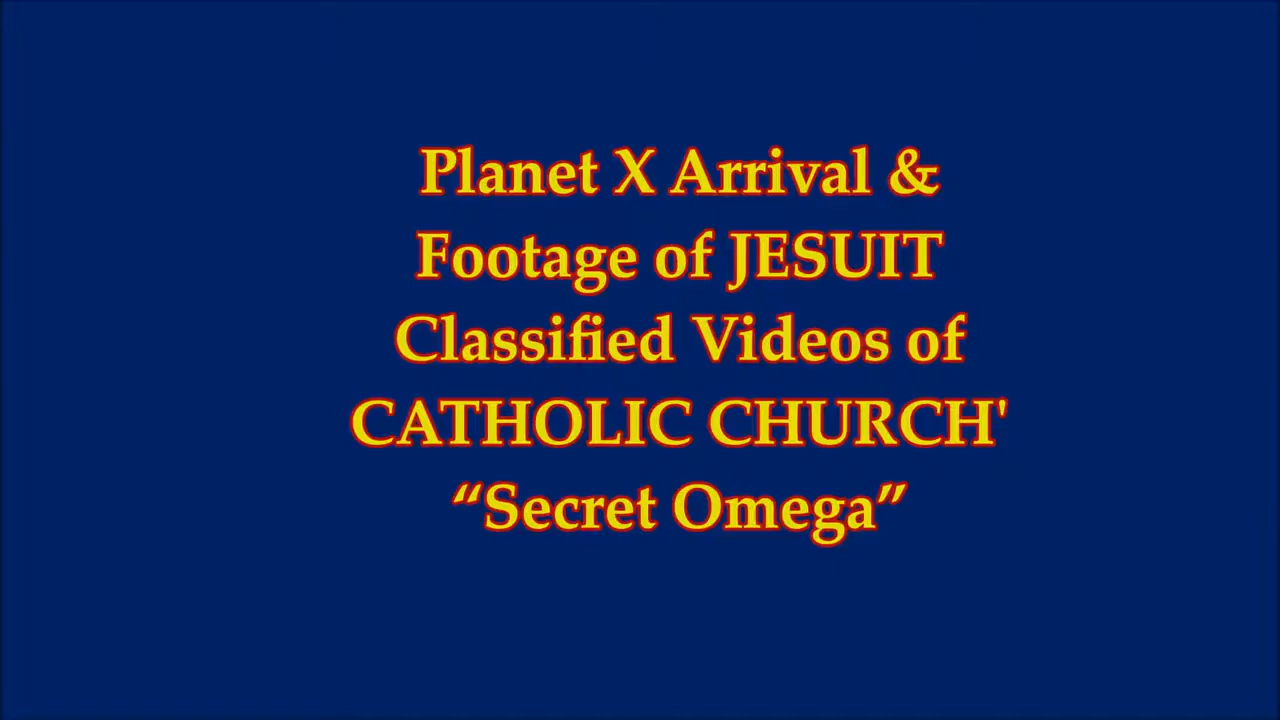 Planet X Arrival &
Footage of JESUIT
Classified Videos of
CATHOLIC CHURCH'
“Secret Omega”